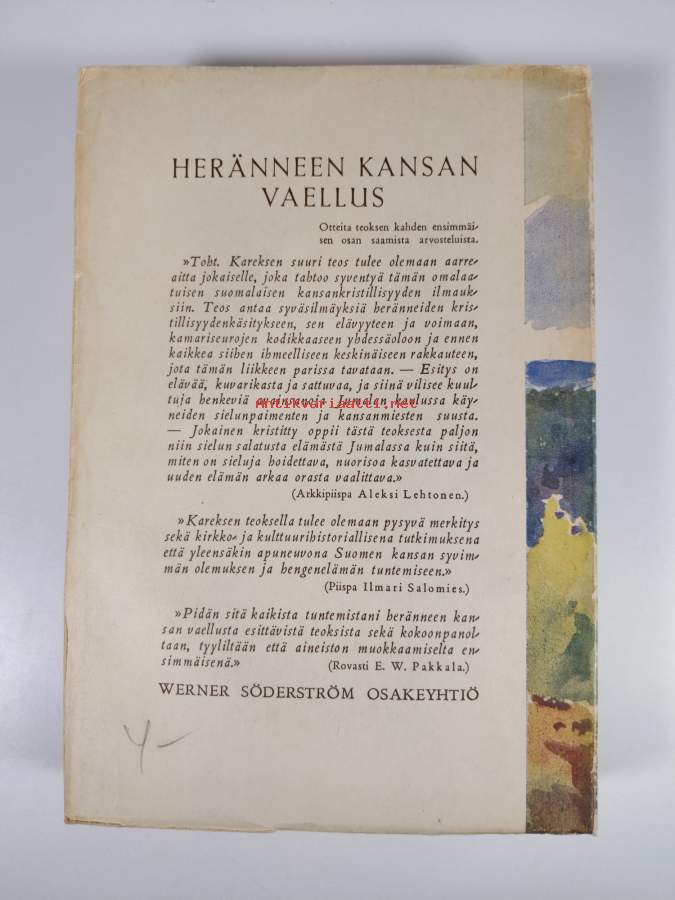 HERÄNNEEN KANSAN
VAELLUS
Otteita teoksen kahden ensimmäi-
sen osan saamista arvosteluista.
»Toht. Kareksen suuri teos tulee olemaan aarre-
aitta jokaiselle, joka tahtoo syventyä tämän omalaa-
tuisen suomalaisen kansankristillisyyden ilmauk-
siin. Teos antaa syväsilmäyksiä heränneiden kris-
tillisyydenkäsitykseen, sen elävyyteen ja voimaan,
kamariseurojen kodikkaaseen yhdessäoloon ja ennen
kaikkea siihen ihmeelliseen keskinäiseen rakkauteen,
jota tämän liikkeen parissa tavataan. — Esitys on
elävää, kuvarikasta ja sattuvaa, ja siinä vilisee kuul-
tuja henkeviä avainsanoja Jumalan koulussa käy-
Antikvariaatti.net
neiden sielunpaimenten ja kansanmiesten suusta.
— Jokainen kristitty oppii tästä teoksesta paljon
niin sielun salatusta elämästä Jumalassa kuin siitä,
miten on sieluja hoidettava, nuorisoa kasvatettava ja
uuden elämän arkaa orasta vaalittava.»
(Arkkipiispa Aleksi Lehtonen.)
»Kareksen teoksella tulee olemaan pysyvä merkitys
sekä kirkko- ja kulttuurihistoriallisena tutkimuksena
että yleensäkin apuneuvona Suomen kansan syvim-
män olemuksen ja hengenelämän tuntemiseen.»
(Piispa Ilmari Salomies.)
»Pidän sitä kaikista tuntemistani heränneen kan-
san vaellusta esittävistä teoksista sekä kokoonpanol-
taan, tyyliltään että aineiston muokkaamiselta en-
simmäisenä.» (Rovasti E. W. Pakkala.)
WERNER SÖDERSTRÖM OSAKEYHTIÖ